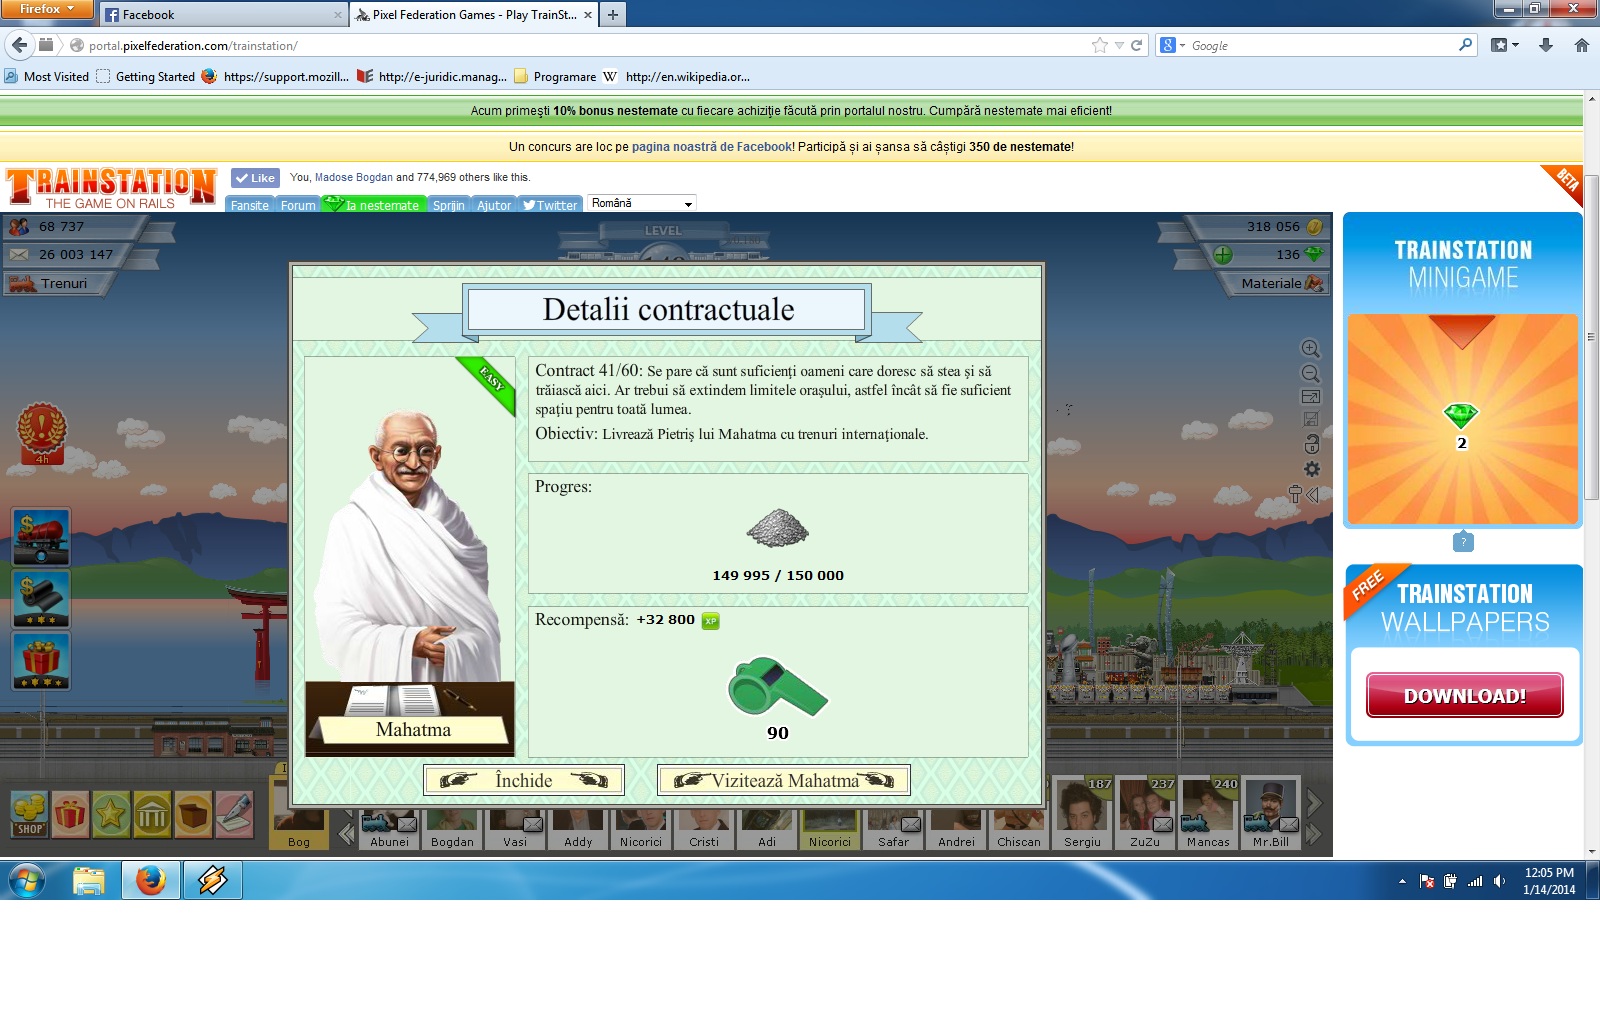 Firefox
Facebook
Pixel Federation Games - Play TrainSt...
portal.pixelfederation.com/trainstation/
Google
Most Visited
Getting Started
https://support.mozill...
http://e-juridic.manag...
Programare
http://en.wikipedia.or...
Acum primești 10% bonus nestemate cu fiecare achiziție făcută prin portalul nostru. Cumpără nestemate mai eficient!
Un concurs are loc pe pagina noastră de Facebook! Participă și ai șansa să câștigi 350 de nestemate!
TRAINSTATION
THE GAME ON RAILS
Like
You, Madose Bogdan and 774,969 others like this.
Fansite
Forum
Ia nestemate
Sprijin
Ajutor
Twitter
Română
BETA
68 737
26 003 147
Trenuri
LEVEL
318 056
136
Materiale
Detalii contractuale
EASY
Contract 41/60: Se pare că sunt suficienți oameni care doresc să stea și să
trăiască aici. Ar trebui să extindem limitele orașului, astfel încât să fie suficient
spațiu pentru toată lumea.
Obiectiv: Livrează Pietriș lui Mahatma cu trenuri internaționale.
Progres:
149 995 / 150 000
Recompensă: +32 800 XP
90
Mahatma
Închide
Vizitează Mahatma
4h
TRAINSTATION
MINIGAME
2
?
FREE
TRAINSTATION
WALLPAPERS
DOWNLOAD!
SHOP
187
237
240
Bog
Abunei
Bogdan
Vasi
Addy
Nicorici
Cristi
Adi
Nicorici
Safar
Andrei
Chiscan
Sergiu
ZuZu
Mancas
Mr.Bill
12:05 PM
1/14/2014